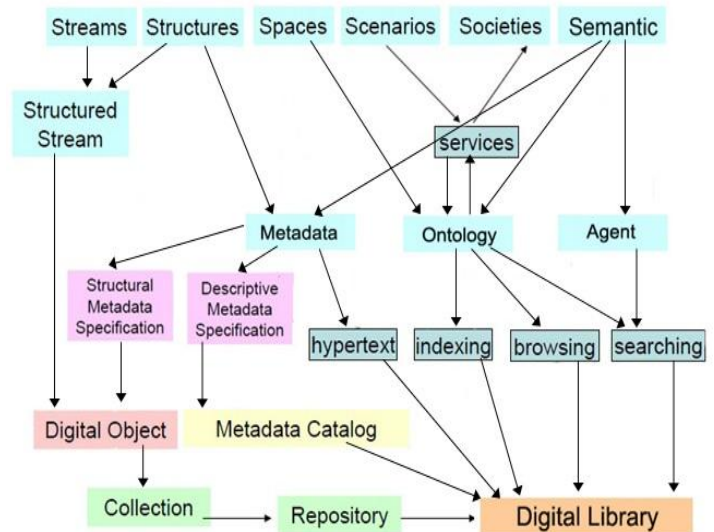 Streams
Structures
Spaces
Scenarios
Societies
Semantic
Structured
Stream
services
Metadata
Ontology
Agent
Structural
Metadata
Specification
Descriptive
Metadata
Specification
hypertext
indexing
browsing
searching
Digital Object
Metadata Catalog
Collection
Repository
Digital Library